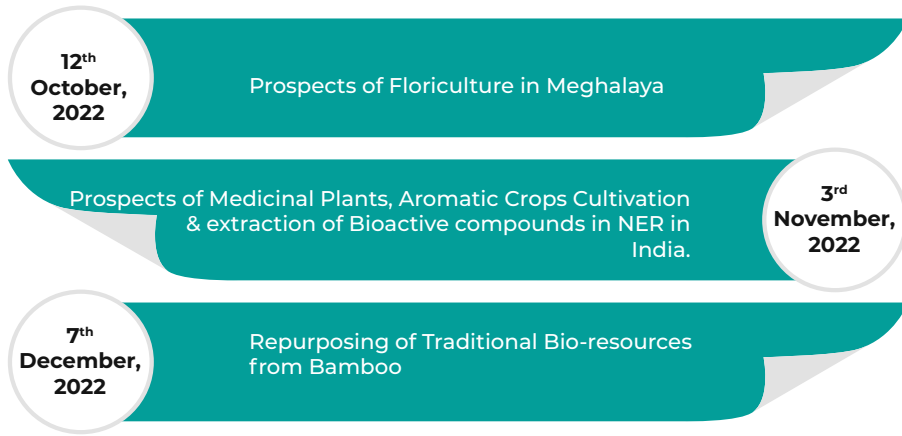 12th
October,
2022
Prospects of Floriculture in Meghalaya
Prospects of Medicinal Plants, Aromatic Crops Cultivation
& extraction of Bioactive compounds in NER in
India.
3rd
November,
2022
7th
December,
2022
Repurposing of Traditional Bio-resources
from Bamboo